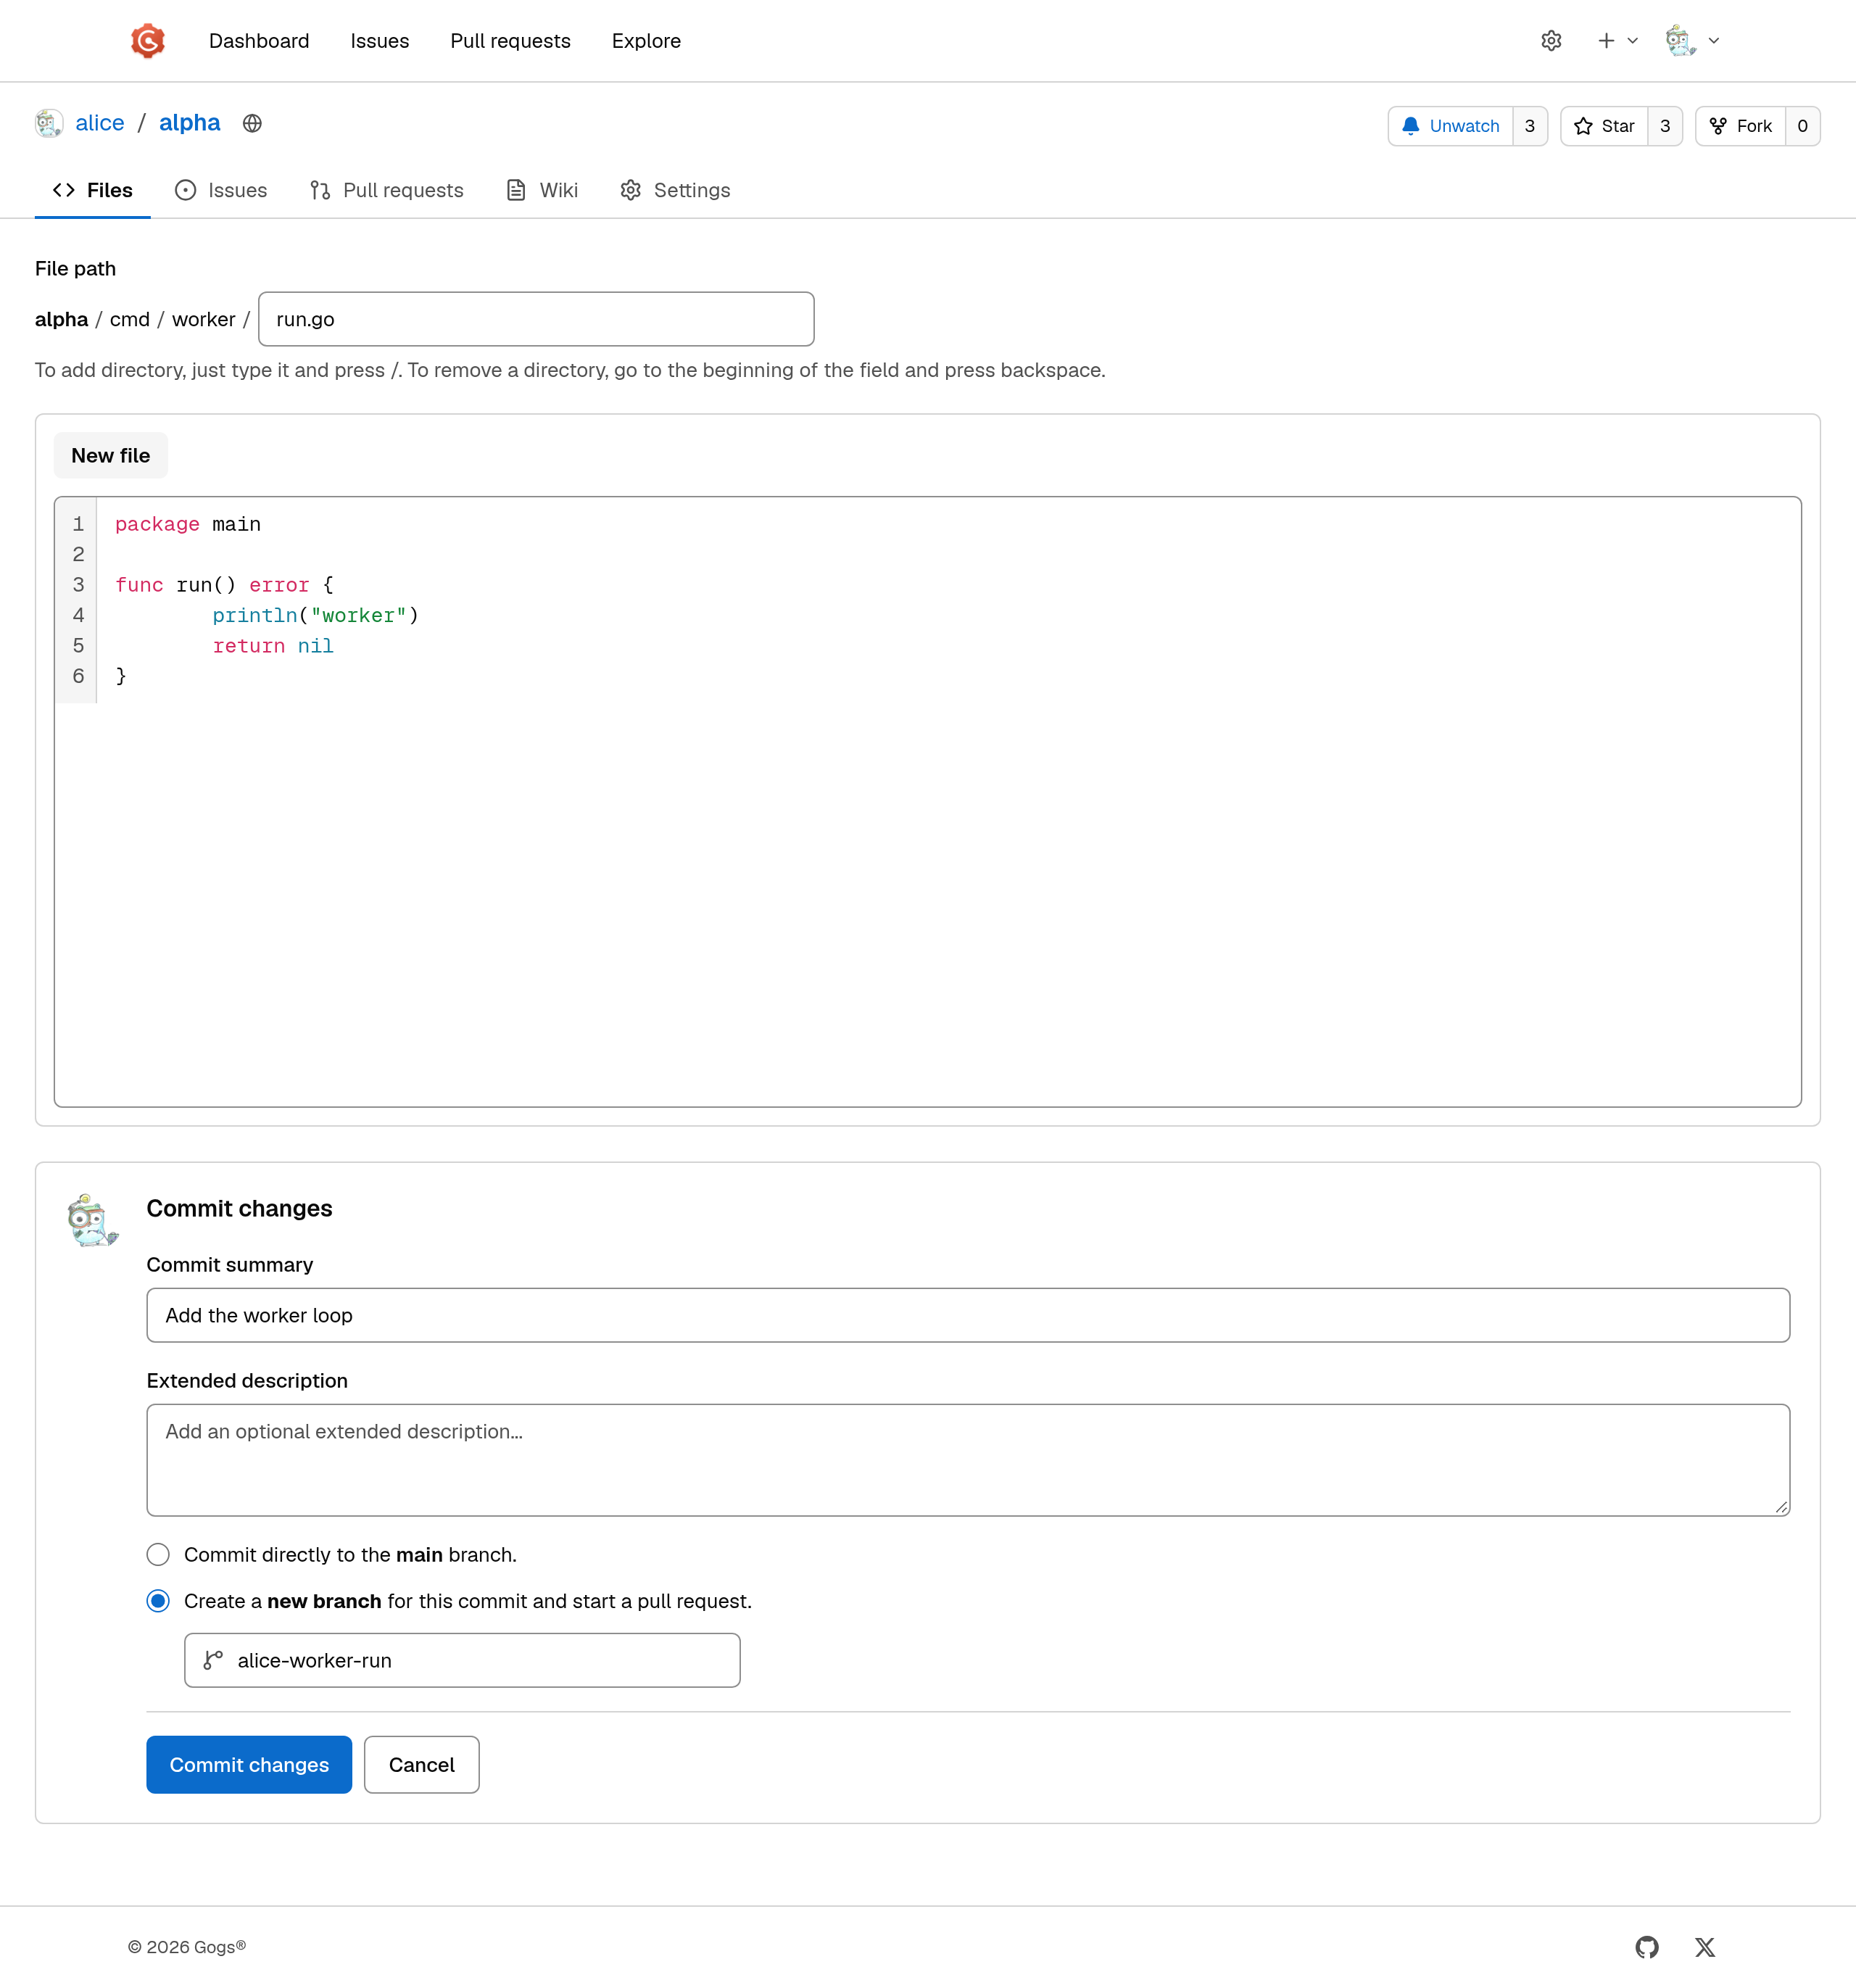 Dashboard Issues Pull requests Explore
alice / alpha
Unwatch 3 Star 3 Fork 0
Files Issues Pull requests Wiki Settings
File path
alpha / cmd / worker / run.go
To add directory, just type it and press /. To remove a directory, go to the beginning of the field and press backspace.
New file
1 package main
2
3 func run() error {
4         println("worker")
5         return nil
6 }
Commit changes
Commit summary
Add the worker loop
Extended description
Add an optional extended description...
Commit directly to the main branch.
Create a new branch for this commit and start a pull request.
alice-worker-run
Commit changes Cancel
© 2026 Gogs®